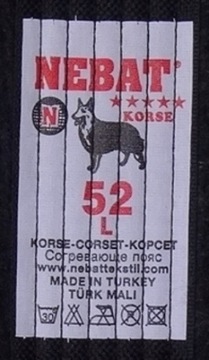 NEBAT®
N
KORSE
52
L
KORSE-CORSET-КОРСЕТ
Согревающе пояс
www.nebattekstil.com
MADE IN TURKEY
TÜRK MALI
30